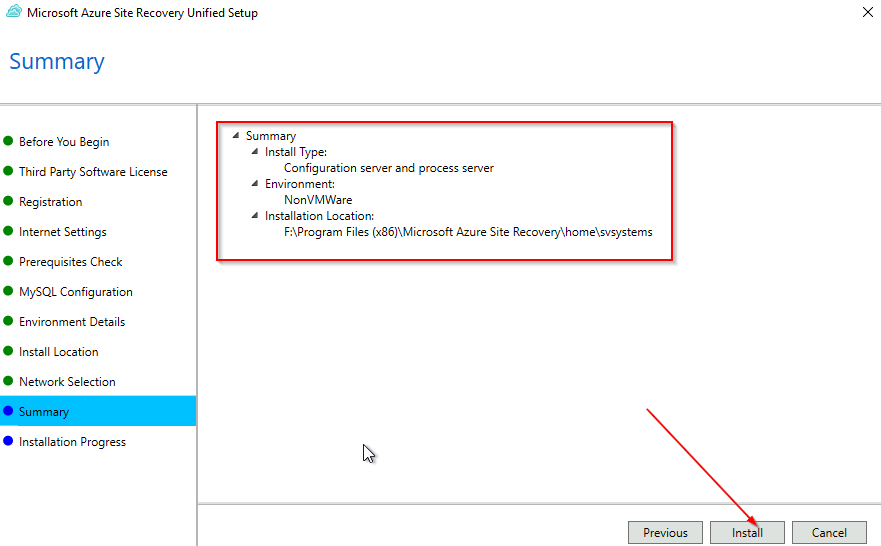 Microsoft Azure Site Recovery Unified Setup
Summary
Before You Begin
Third Party Software License
Registration
Internet Settings
Prerequisites Check
MySQL Configuration
Environment Details
Install Location
Network Selection
Summary
Installation Progress
Summary
Install Type:
Configuration server and process server
Environment:
NonVMWare
Installation Location:
F:\Program Files (x86)\Microsoft Azure Site Recovery\home\svsystems
Previous
Install
Cancel